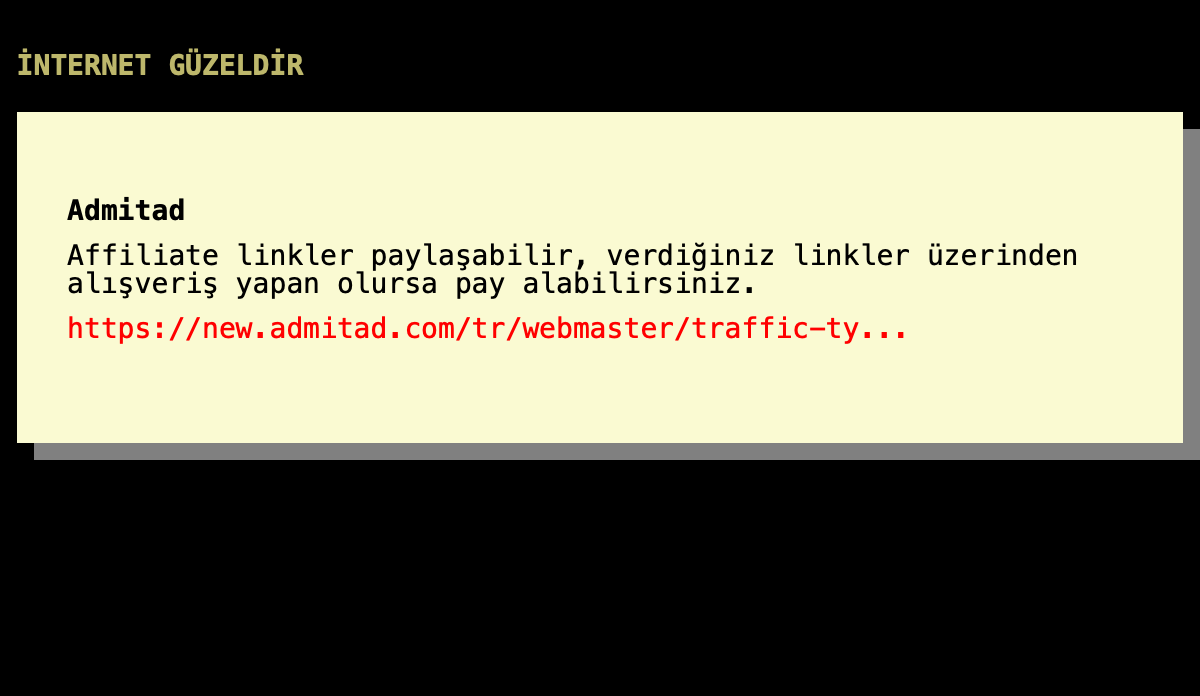 İNTERNET GÜZELDİR
Admitad
Affiliate linkler paylaşabilir, verdiğiniz linkler üzerinden
alışveriş yapan olursa pay alabilirsiniz.
https://new.admitad.com/tr/webmaster/traffic-ty...